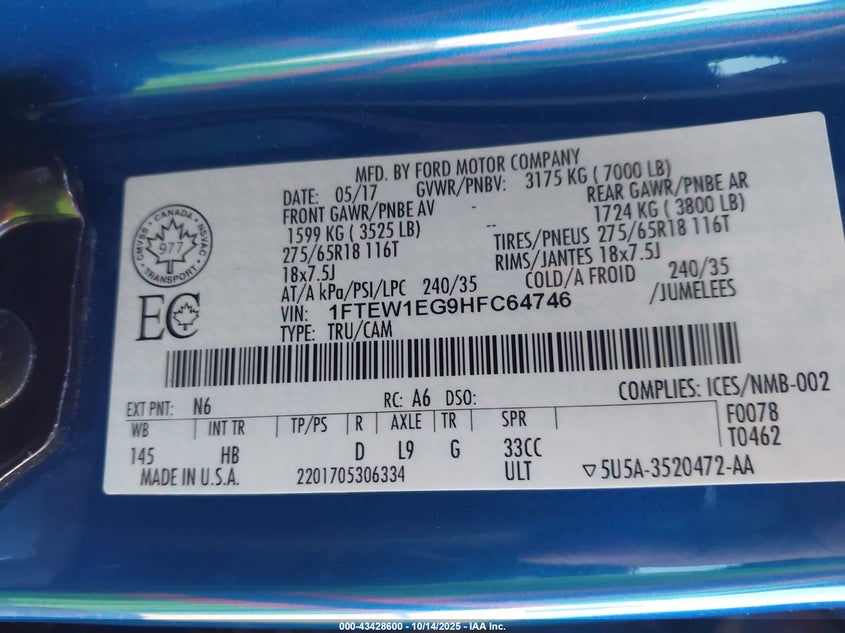 MFD. BY FORD MOTOR COMPANY
DATE: 05/17 GVWR/PNBV: 3175 KG ( 7000 LB)
FRONT GAWR/PNBE AV - REAR GAWR/PNBE AR
1599 KG ( 3525 LB) -- 1724 KG ( 3800 LB)
275/65R18 116T TIRES/PNEUS 275/65R18 116T
18x7.5J RIMS/JANTES 18x7.5J
AT/A kPa/PSI/LPC 240/35 COLD/A FROID 240/35
VIN: 1FTEW1EG9HFC64746 /JUMELEES
TYPE: TRU/CAM
CMVSS · CANADA · NSVAC
977
TRANSPORT
EC
EXT PNT: N6 RC: A6 DSO: COMPLIES: ICES/NMB-002
WB INT TR TP/PS R AXLE TR SPR F0078
145 HB D L9 G 33CC T0462
MADE IN U.S.A. 2201705306334 ULT ▽5U5A-3520472-AA
000-43428600 - 10/14/2025 - IAA Inc.